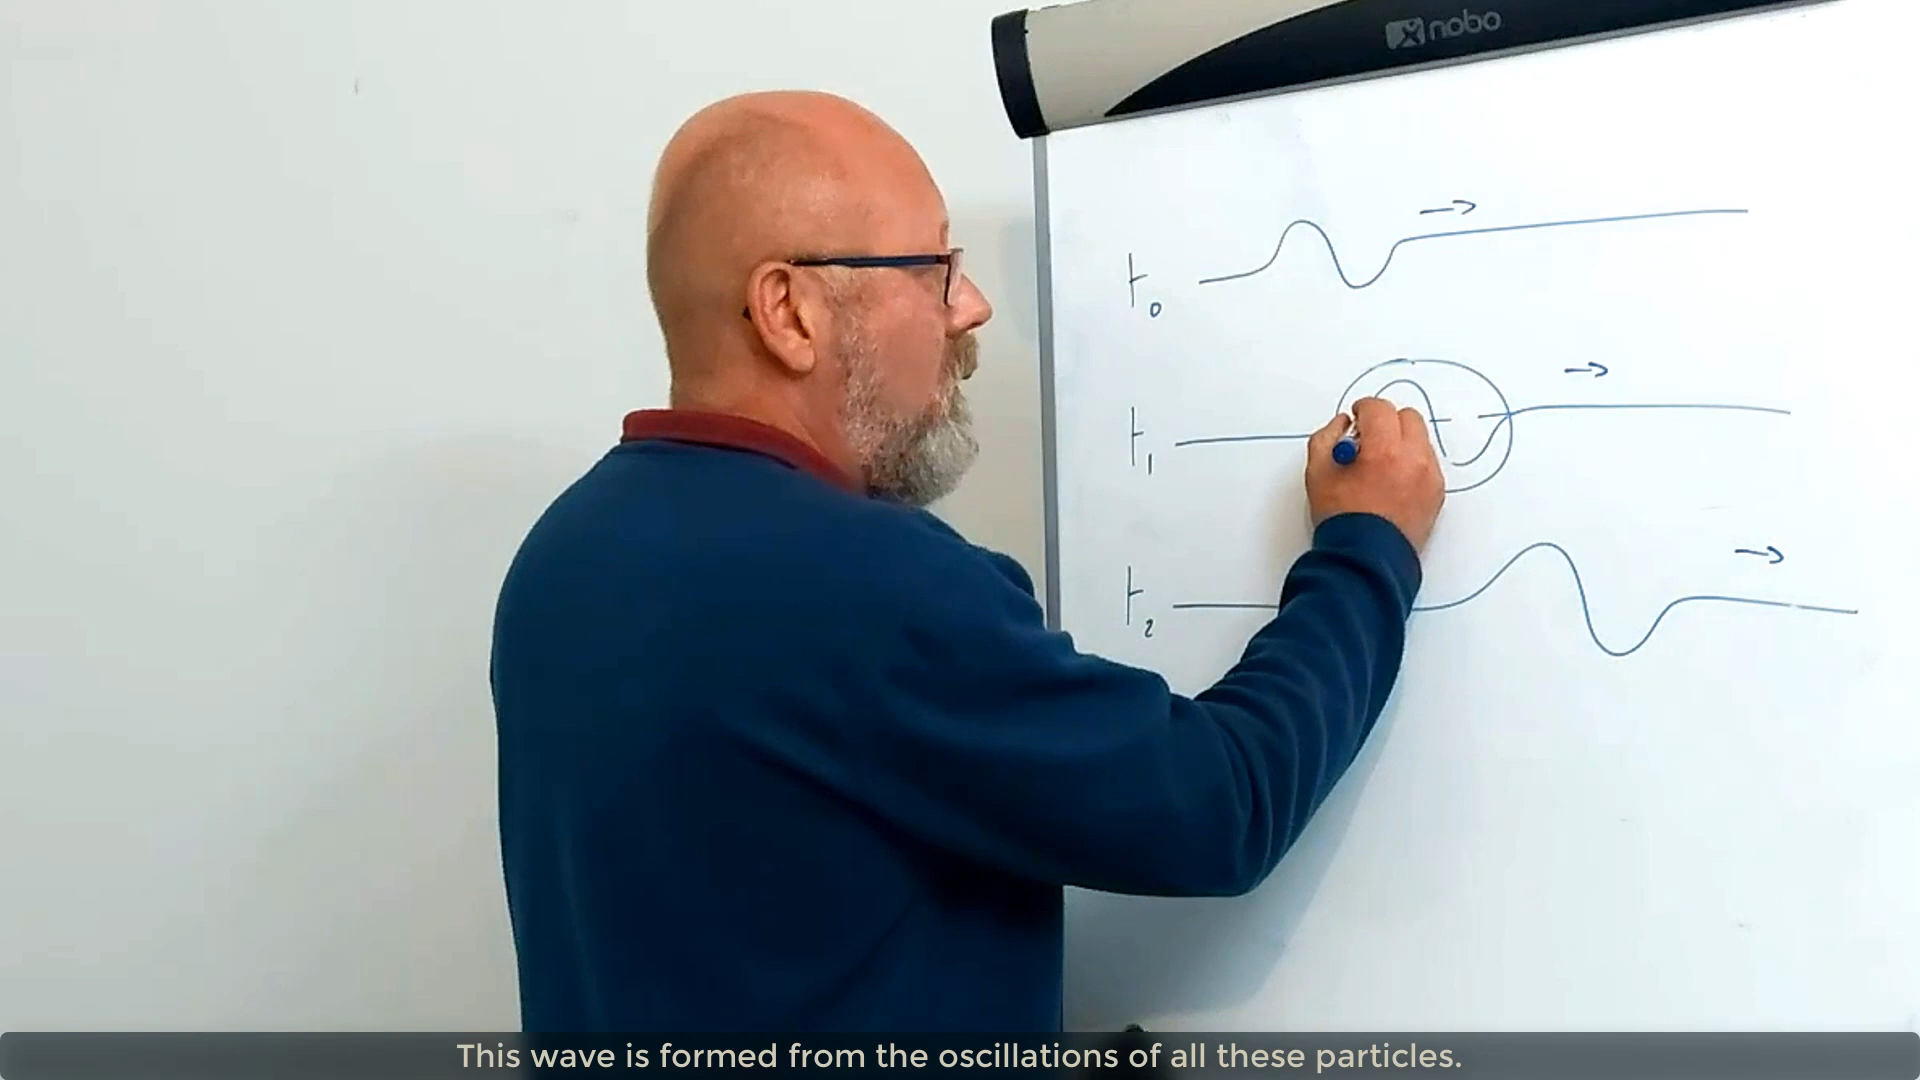 nobo
t0
t1
t2
This wave is formed from the oscillations of all these particles.